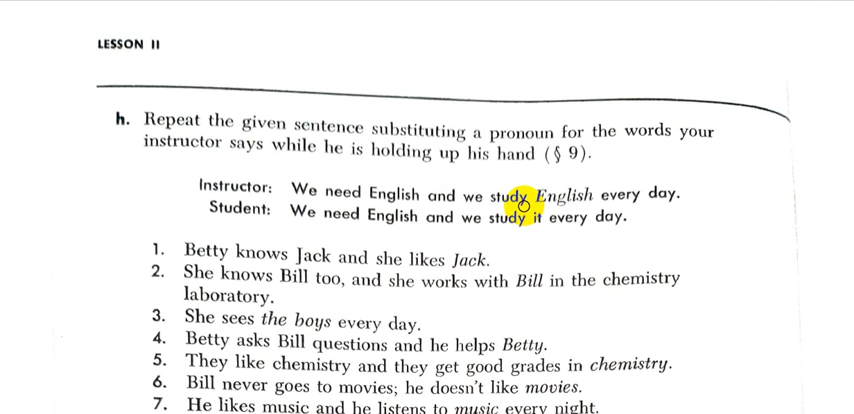 LESSON II
h. Repeat the given sentence substituting a pronoun for the words your
instructor says while he is holding up his hand (§ 9).
Instructor: We need English and we study English every day.
Student: We need English and we study it every day.
1. Betty knows Jack and she likes Jack.
2. She knows Bill too, and she works with Bill in the chemistry
laboratory.
3. She sees the boys every day.
4. Betty asks Bill questions and he helps Betty.
5. They like chemistry and they get good grades in chemistry.
6. Bill never goes to movies; he doesn't like movies.
7. He likes music and he listens to music every night.